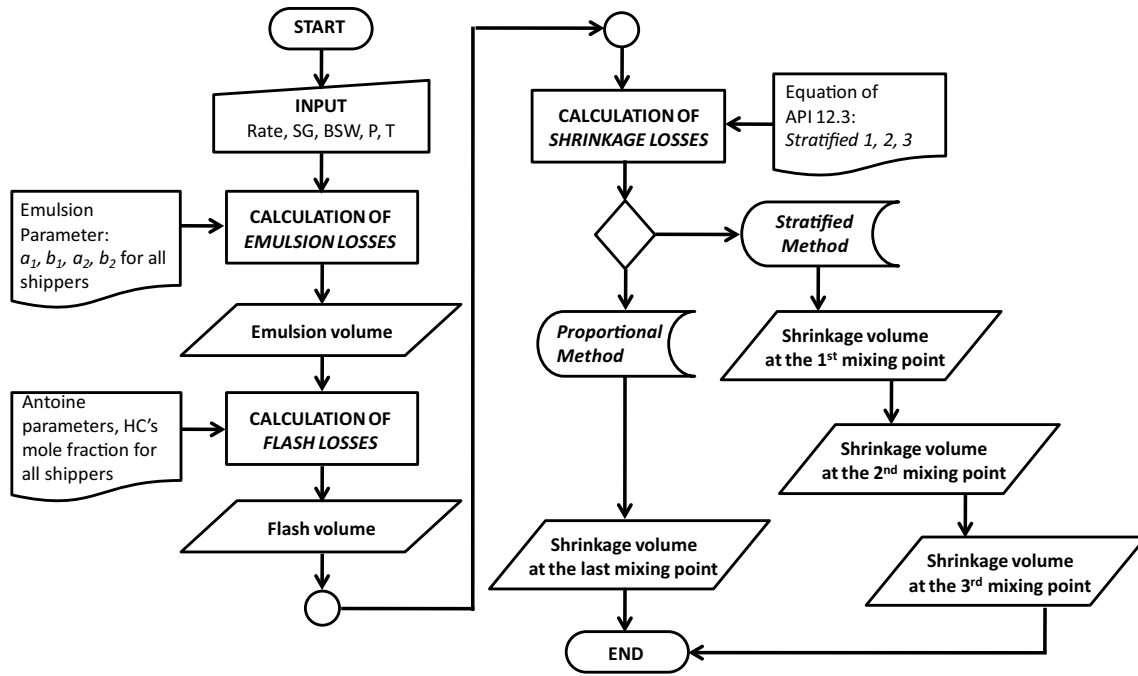 START
INPUT
Rate, SG, BSW, P, T
Emulsion
Parameter:
a1, b1, a2, b2 for all
shippers
CALCULATION OF
EMULSION LOSSES
Emulsion volume
Antoine
parameters, HC's
mole fraction for
all shippers
CALCULATION OF
FLASH LOSSES
Flash volume
CALCULATION OF
SHRINKAGE LOSSES
Equation of
API 12.3:
Stratified 1, 2, 3
Stratified
Method
Proportional
Method
Shrinkage volume
at the 1st mixing point
Shrinkage volume
at the 2nd mixing point
Shrinkage volume
at the 3rd mixing point
Shrinkage volume
at the last mixing point
END